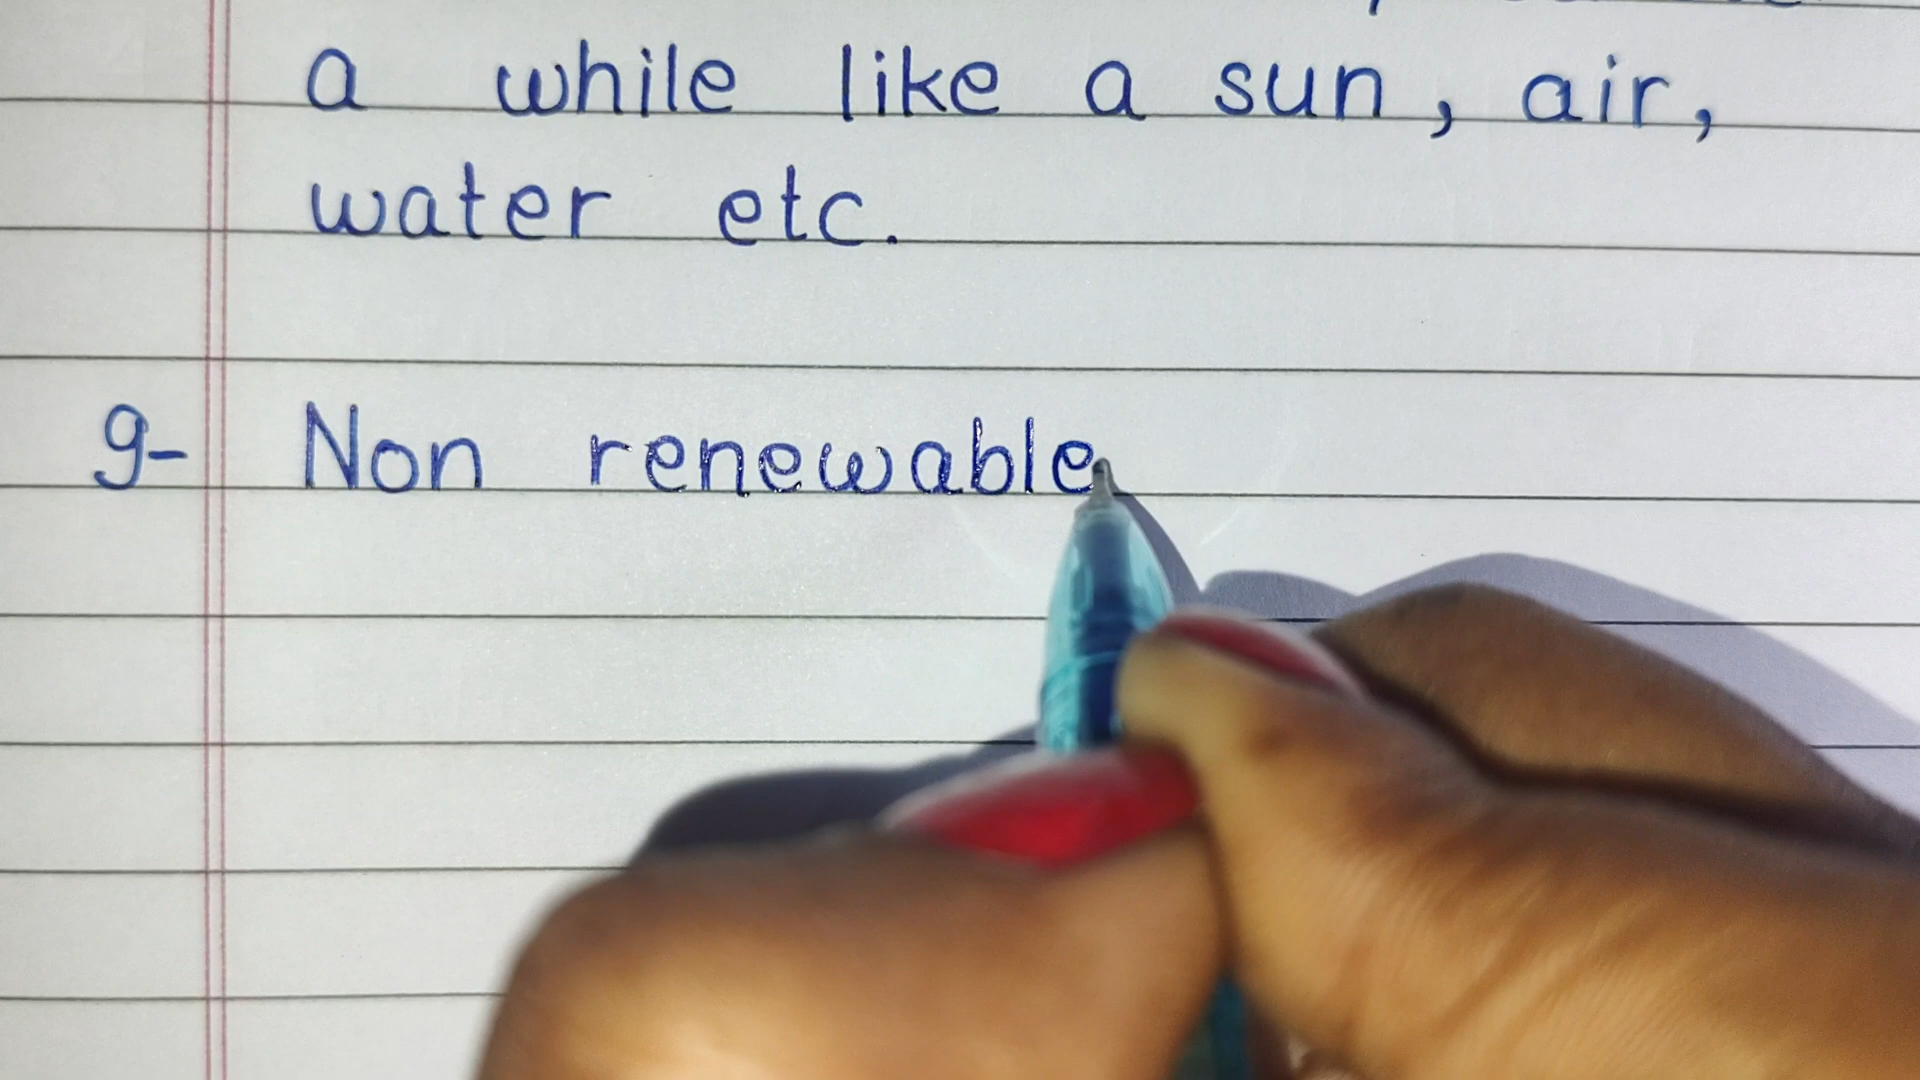 a while like a sun, air,
water etc.
9- Non renewable